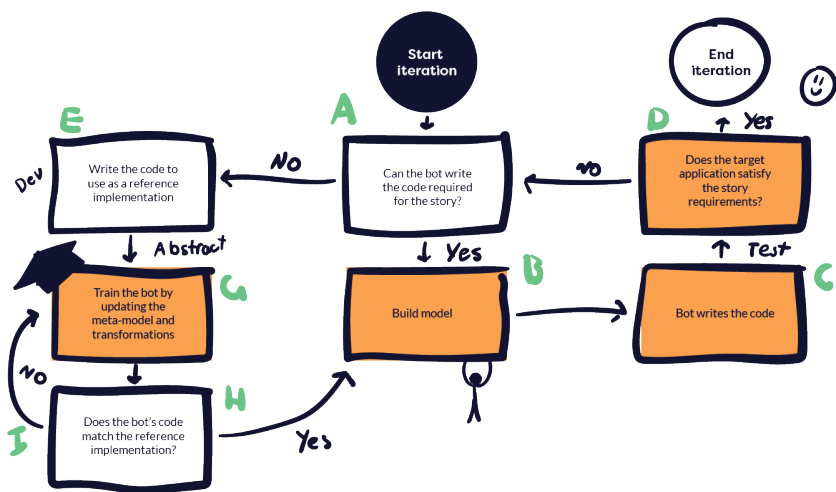 Start
iteration
End
iteration
A
Can the bot write
the code required
for the story?
NO
Yes
E
Dev
Write the code to
use as a reference
implementation
Abstract
G
Train the bot by
updating the
meta-model and
transformations
NO
I
H
Does the bot's code
match the reference
implementation?
Yes
B
Build model
C
Bot writes the code
Test
D
Does the target
application satisfy
the story
requirements?
NO
Yes